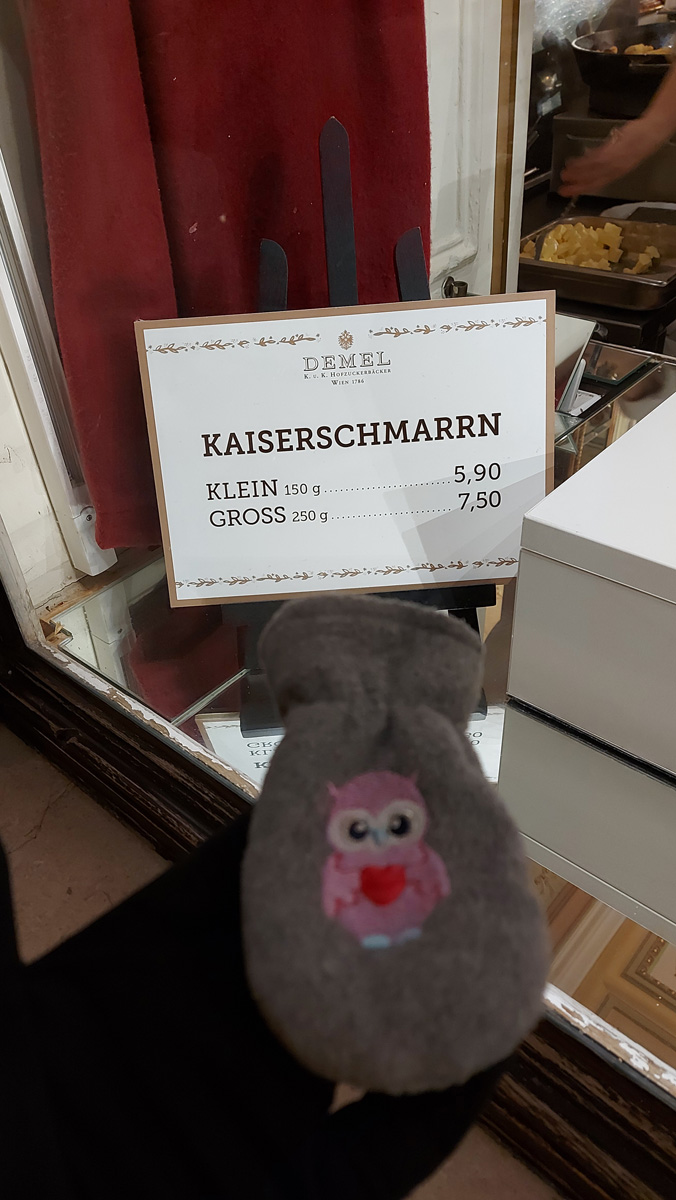 DEMEL
K. u. K. HOFZUCKERBÄCKER
WIEN 1786
KAISERSCHMARRN
KLEIN 150 g ........................ 5,90
GROSS 250 g ........................ 7,50